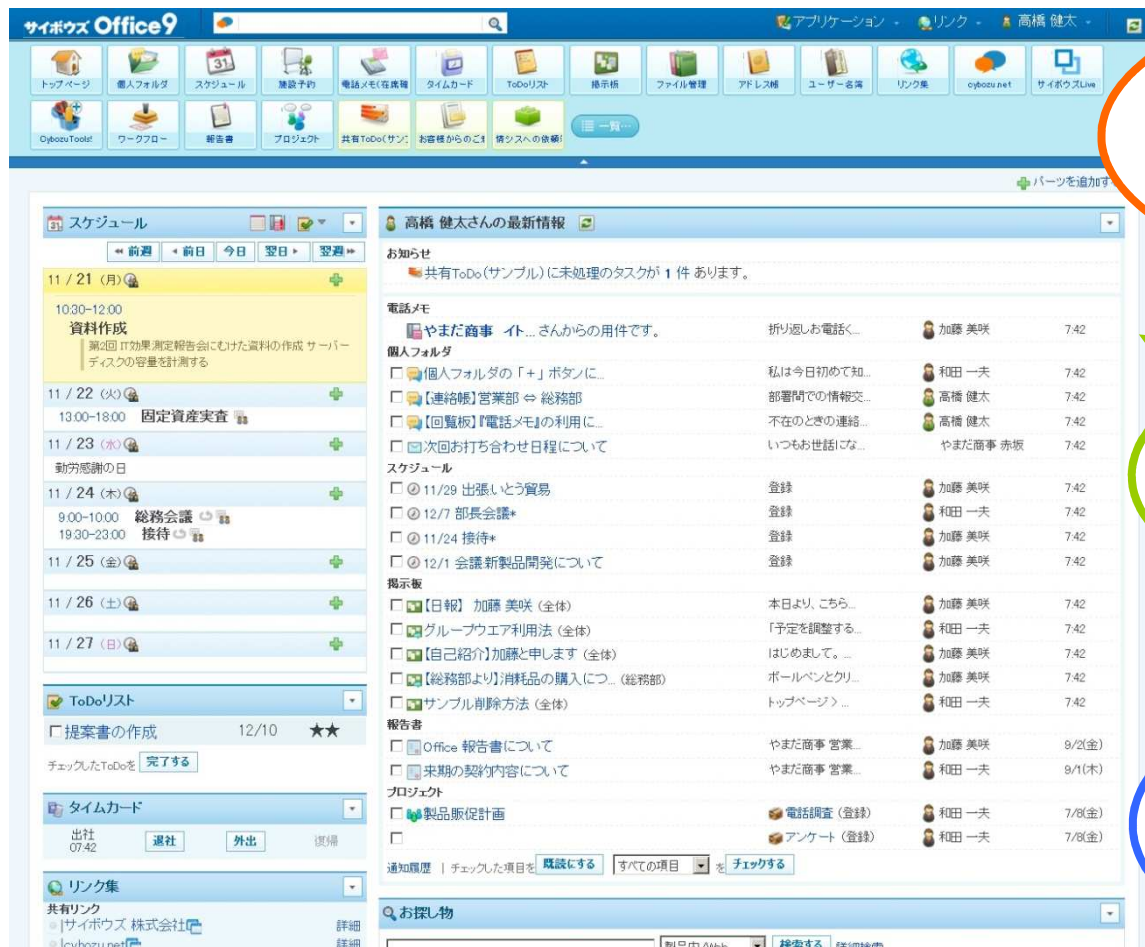 サイボウズ Office9
アプリケーション
リンク
高橋 健太
トップページ
個人フォルダ
スケジュール
施設予約
電話メモ(在席確
タイムカード
ToDoリスト
掲示板
ファイル管理
アドレス帳
ユーザー名簿
リンク集
cybozu.net
サイボウズLive
CybozuTools!
ワークフロー
報告書
プロジェクト
共有ToDo(サン
お客様からのご
情シスへの依頼
一覧...
パーツを追加す
スケジュール
前週 前日 今日 翌日 翌週
11 / 21 (月)
10:30-12:00
資料作成
第2回 IT効果測定報告会にむけた資料の作成 サーバー
ディスクの容量を計測する
11 / 22 (火)
13:00-18:00 固定資産実査
11 / 23 (水)
勤労感謝の日
11 / 24 (木)
9:00-10:00 総務会議
19:30-23:00 接待
11 / 25 (金)
11 / 26 (土)
11 / 27 (日)
ToDoリスト
提案書の作成 12/10 ★★
チェックしたToDoを 完了する
タイムカード
出社 退社 外出 復帰
07:42
リンク集
共有リンク
サイボウズ 株式会社 詳細
cybozu.net 詳細
高橋 健太さんの最新情報
お知らせ
共有ToDo(サンプル)に未処理のタスクが 1 件 あります。
電話メモ
やまだ商事 イト... さんからの用件です。 折り返しお電話く... 加藤 美咲 7:42
個人フォルダ
個人フォルダの「+」ボタンに... 私は今日初めて知... 和田 一夫 7:42
【連絡帳】営業部 ⇔ 総務部 部署間での情報交... 高橋 健太 7:42
【回覧板】『電話メモ』の利用に... 不在のときの連絡... 高橋 健太 7:42
次回お打ち合わせ日程について いつもお世話にな... やまだ商事 赤坂 7:42
スケジュール
11/29 出張:いとう貿易 登録 加藤 美咲 7:42
12/7 部長会議* 登録 和田 一夫 7:42
11/24 接待* 登録 加藤 美咲 7:42
12/1 会議:新製品開発について 登録 加藤 美咲 7:42
掲示板
【日報】 加藤 美咲 (全体) 本日より、こちら... 加藤 美咲 7:42
グループウエア利用法 (全体) 「予定を調整する... 和田 一夫 7:42
【自己紹介】加藤と申します (全体) はじめまして。... 加藤 美咲 7:42
【総務部より】消耗品の購入につ... (総務部) ボールペンとクリ... 加藤 美咲 7:42
サンプル削除方法 (全体) トップページ > ... 和田 一夫 7:42
報告書
Office 報告書について やまだ商事 営業... 加藤 美咲 9/2(金)
来期の契約内容について やまだ商事 営業... 和田 一夫 9/1(木)
プロジェクト
製品販促計画 電話調査 (登録) 和田 一夫 7/8(金)
アンケート (登録) 和田 一夫 7/8(金)
通知履歴 | チェックした項目を 既読にする すべての項目 を チェックする
お探し物
製品内/Web 検索する 詳細検索